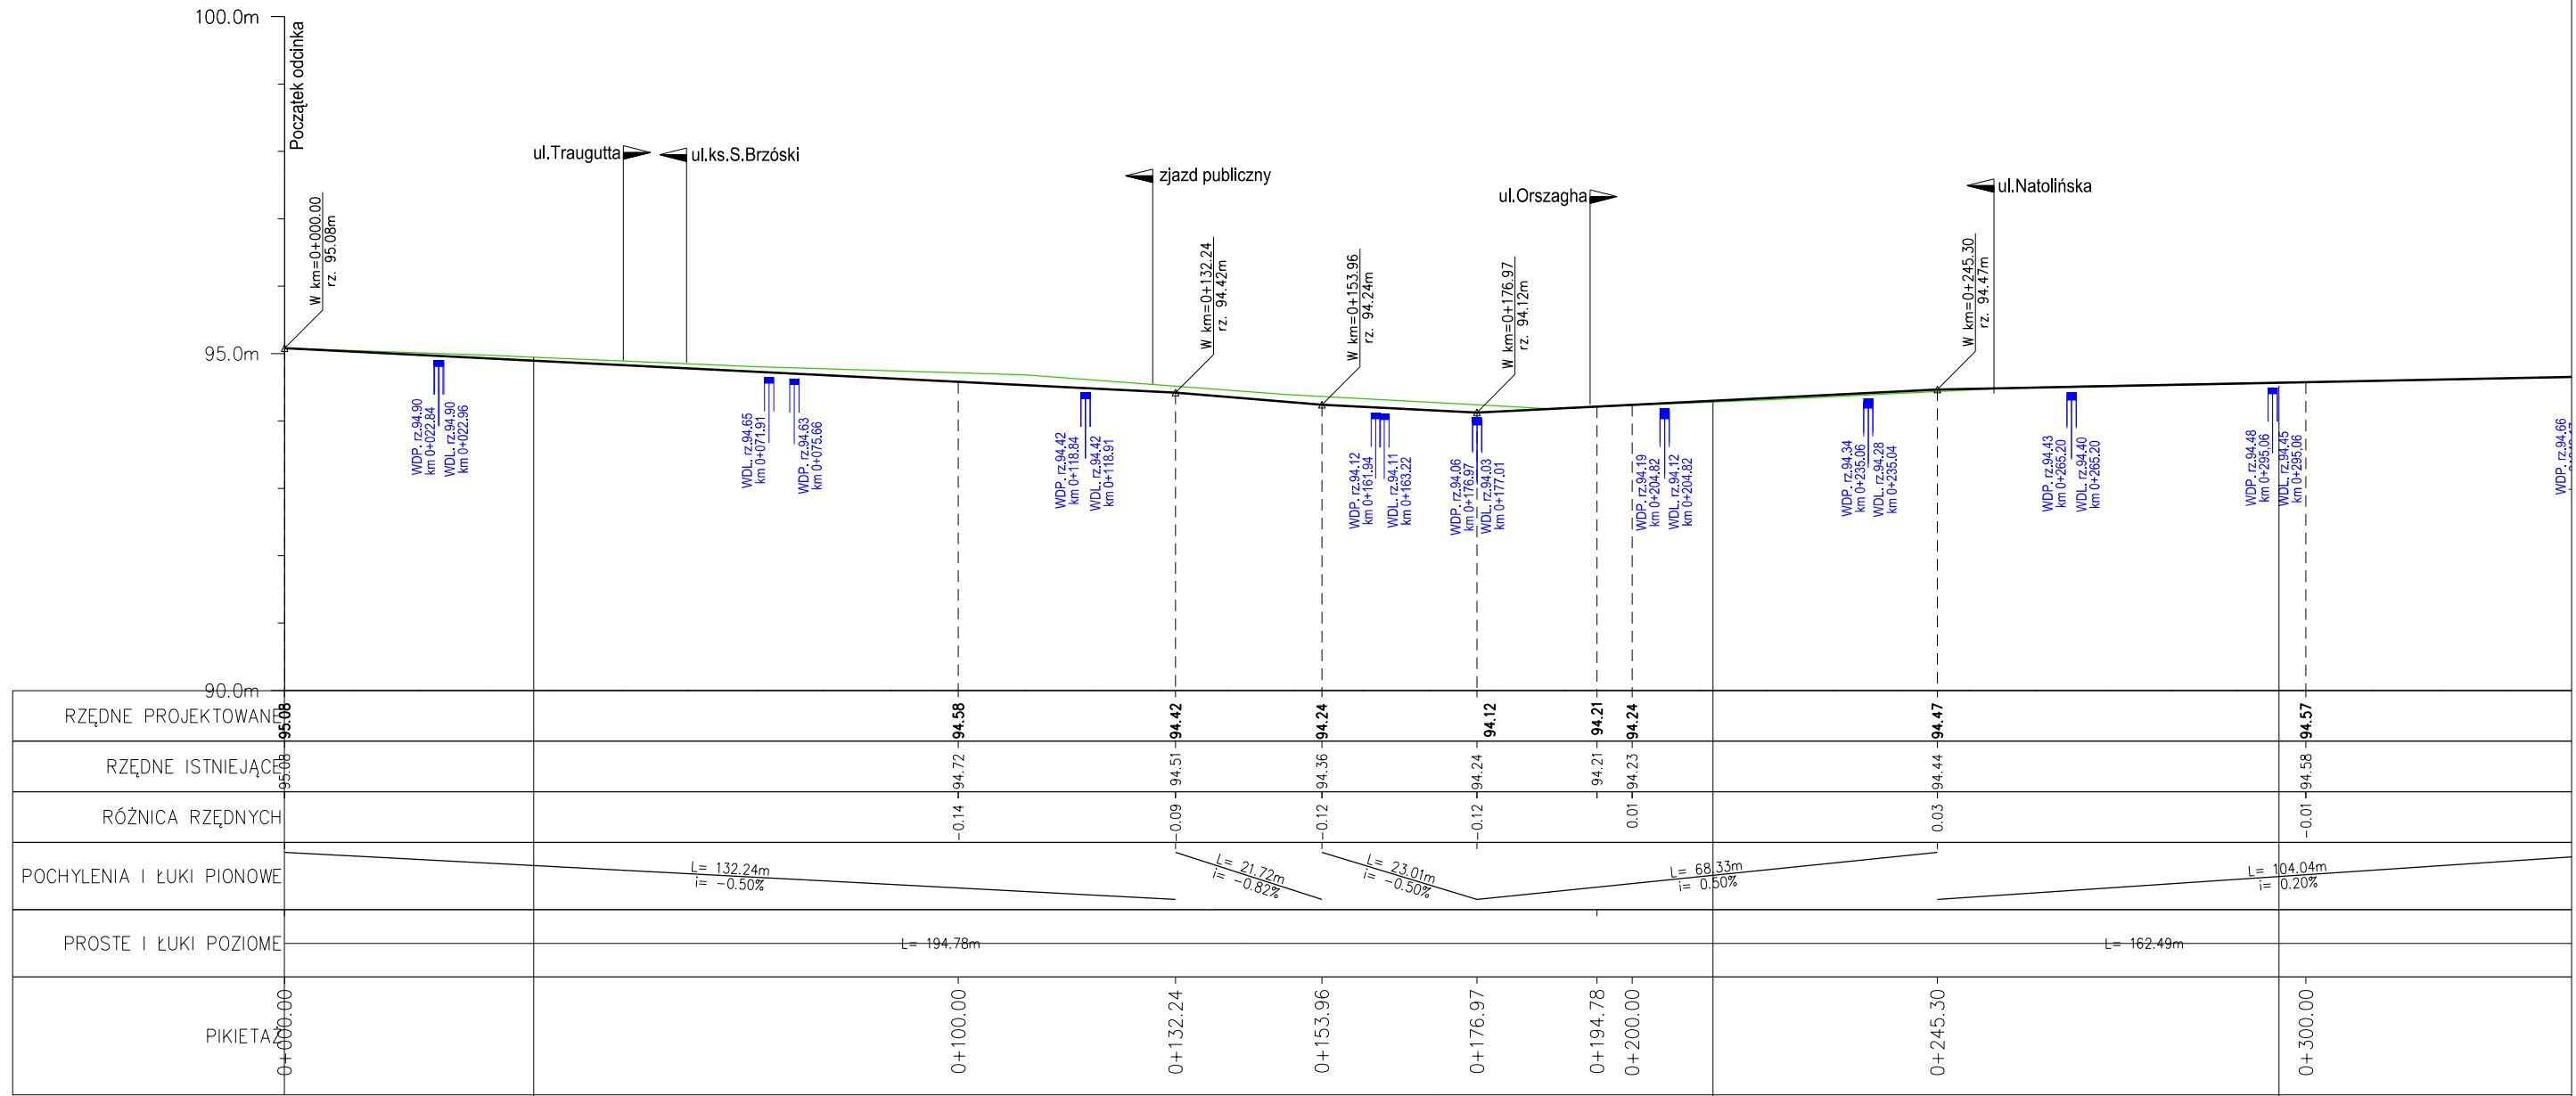 100.0m
Początek odcinka
ul.Traugutta
ul.ks.S.Brzóski
zjazd publiczny
ul.Orszagha
ul.Natolińska
W km=0+000.00
rz. 95.08m
W km=0+132.24
rz. 94.42m
W km=0+153.96
rz. 94.24m
W km=0+176.97
rz. 94.12m
W km=0+245.30
rz. 94.47m
95.0m
WDP. rz.94.90
km 0+022.84
WDL. rz.94.90
km 0+022.96
WDL. rz.94.65
km 0+071.91
WDP. rz.94.63
km 0+075.66
WDP. rz.94.42
km 0+118.84
WDL. rz.94.42
km 0+118.91
WDP. rz.94.12
km 0+161.94
WDL. rz.94.11
km 0+163.22
WDP. rz.94.06
km 0+176.97
WDL. rz.94.03
km 0+177.01
WDP. rz.94.19
km 0+204.82
WDL. rz.94.12
km 0+204.82
WDP. rz.94.34
km 0+235.06
WDL. rz.94.28
km 0+235.04
WDP. rz.94.43
km 0+265.20
WDL. rz.94.40
km 0+265.20
WDP. rz.94.48
km 0+295.06
WDL. rz.94.45
km 0+295.06
WDP. rz.94.66
90.0m
RZĘDNE PROJEKTOWANE 95.08 94.58 94.42 94.24 94.12 94.21 94.24 94.47 94.57
RZĘDNE ISTNIEJĄCE 95.08 94.72 94.51 94.36 94.24 94.21 94.23 94.44 94.58
RÓŻNICA RZĘDNYCH -0.14 -0.09 -0.12 -0.12 0.01 0.03 -0.01
POCHYLENIA I ŁUKI PIONOWE
L= 132.24m
i= -0.50%
L= 21.72m
i= -0.82%
L= 23.01m
i= -0.50%
L= 68.33m
i= 0.50%
L= 104.04m
i= 0.20%
PROSTE I ŁUKI POZIOME L= 194.78m L= 162.49m
PIKIETAŻ 0+000.00 0+100.00 0+132.24 0+153.96 0+176.97 0+194.78 0+200.00 0+245.30 0+300.00